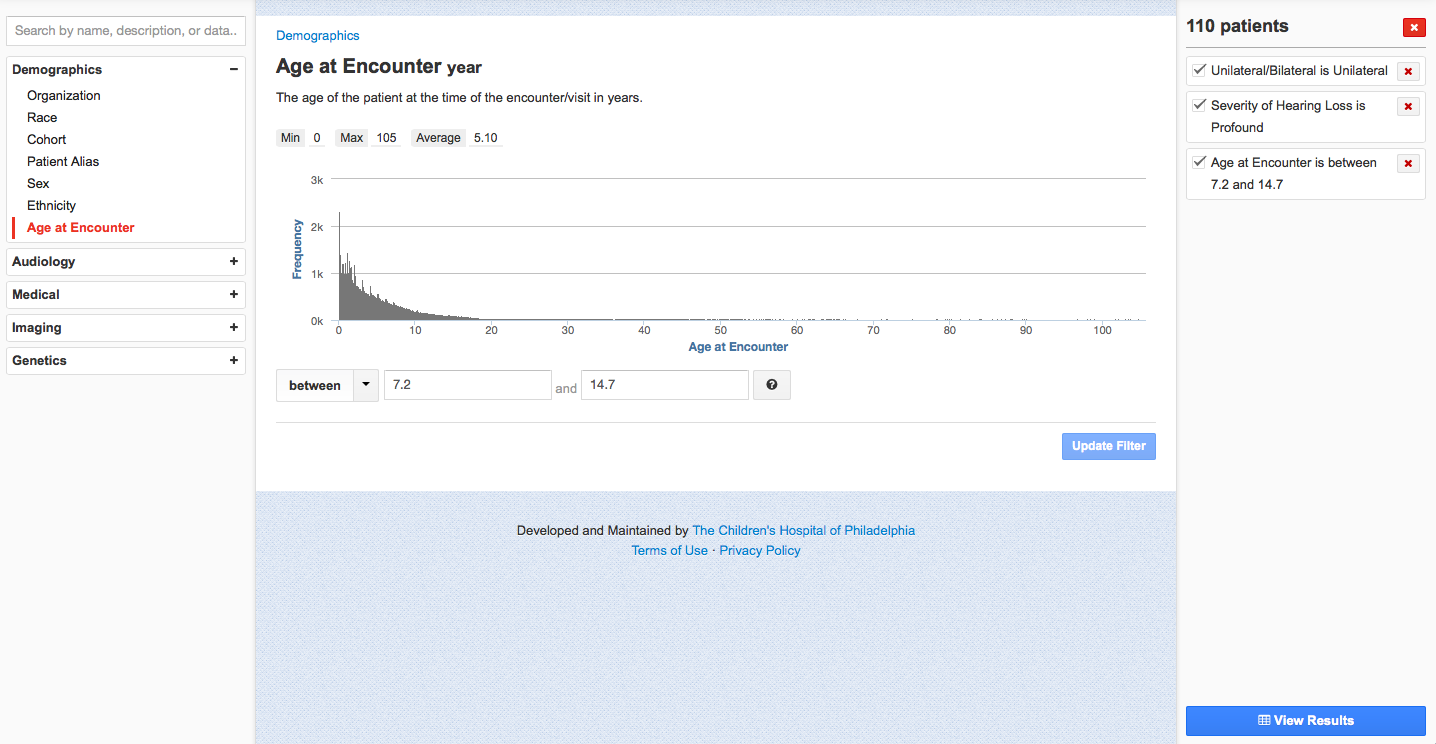 Search by name, description, or data..
Demographics
Organization
Race
Cohort
Patient Alias
Sex
Ethnicity
Age at Encounter
Audiology
Medical
Imaging
Genetics
Demographics
Age at Encounter year
The age of the patient at the time of the encounter/visit in years.
Min 0 Max 105 Average 5.10
3k
2k
1k
0k
Frequency
0 10 20 30 40 50 60 70 80 90 100
Age at Encounter
between 7.2 and 14.7
Update Filter
Developed and Maintained by The Children's Hospital of Philadelphia
Terms of Use · Privacy Policy
110 patients
Unilateral/Bilateral is Unilateral
Severity of Hearing Loss is
Profound
Age at Encounter is between
7.2 and 14.7
View Results